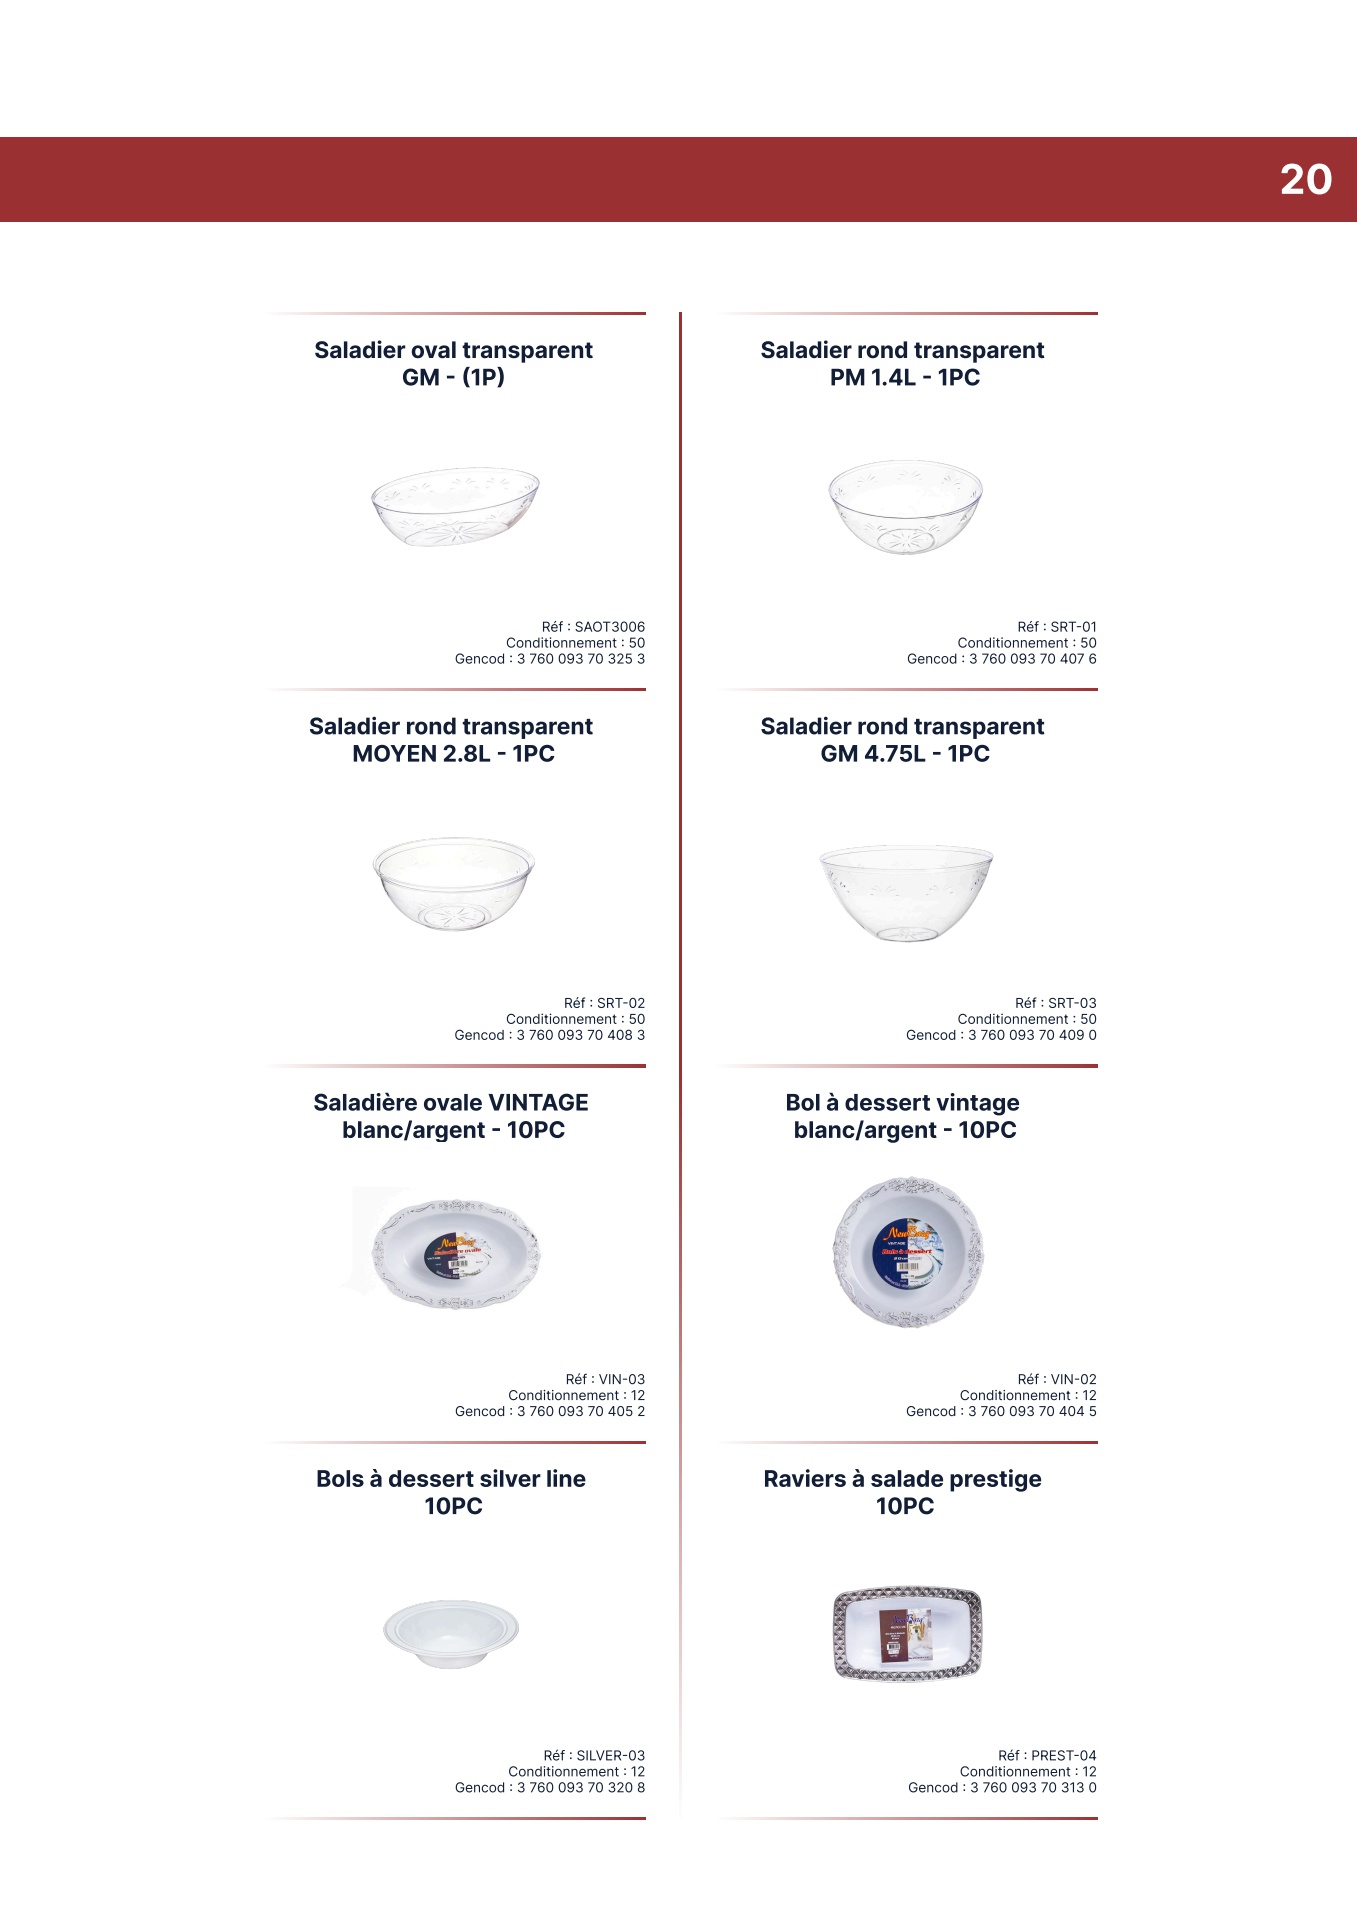 20
Saladier oval transparent
GM - (1P)
Réf : SAOT3006
Conditionnement : 50
Gencod : 3 760 093 70 325 3
Saladier rond transparent
PM 1.4L - 1PC
Réf : SRT-01
Conditionnement : 50
Gencod : 3 760 093 70 407 6
Saladier rond transparent
MOYEN 2.8L - 1PC
Réf : SRT-02
Conditionnement : 50
Gencod : 3 760 093 70 408 3
Saladier rond transparent
GM 4.75L - 1PC
Réf : SRT-03
Conditionnement : 50
Gencod : 3 760 093 70 409 0
Saladière ovale VINTAGE
blanc/argent - 10PC
VINTAGE
Réf : VIN-03
Conditionnement : 12
Gencod : 3 760 093 70 405 2
Bol à dessert vintage
blanc/argent - 10PC
VINTAGE
Bols à dessert
Réf : VIN-02
Conditionnement : 12
Gencod : 3 760 093 70 404 5
Bols à dessert silver line
10PC
Réf : SILVER-03
Conditionnement : 12
Gencod : 3 760 093 70 320 8
Raviers à salade prestige
10PC
Réf : PREST-04
Conditionnement : 12
Gencod : 3 760 093 70 313 0